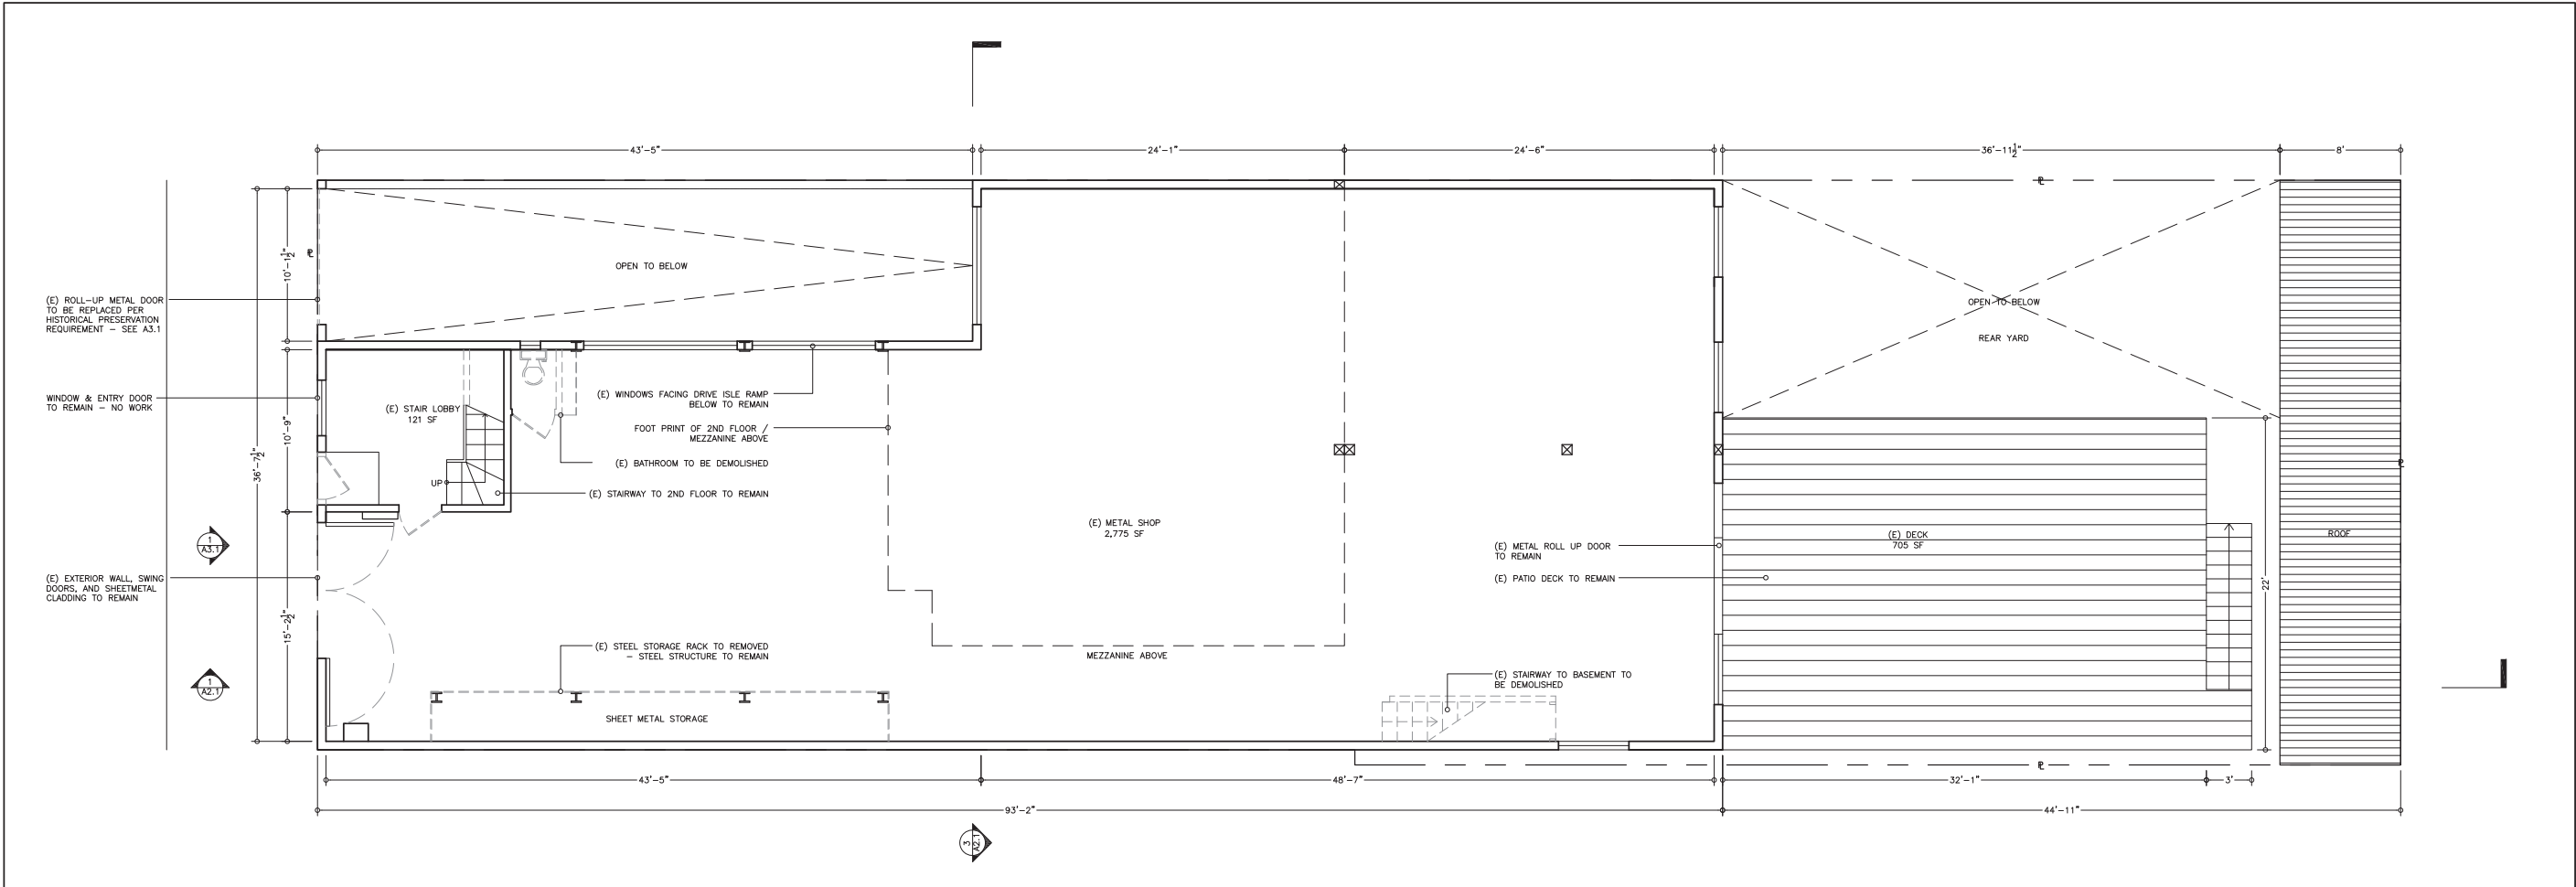 43'-5"
24'-1"
24'-6"
36'-11½"
8'
℄
10'-1½"
℄
OPEN TO BELOW
(E) ROLL-UP METAL DOOR
TO BE REPLACED PER
HISTORICAL PRESERVATION
REQUIREMENT - SEE A3.1
OPEN TO BELOW
REAR YARD
WINDOW & ENTRY DOOR
TO REMAIN - NO WORK
10'-9"
36'-7½"
(E) STAIR LOBBY
121 SF
UP
(E) WINDOWS FACING DRIVE ISLE RAMP
BELOW TO REMAIN
FOOT PRINT OF 2ND FLOOR /
MEZZANINE ABOVE
(E) BATHROOM TO BE DEMOLISHED
(E) STAIRWAY TO 2ND FLOOR TO REMAIN
℄
(E) METAL SHOP
2,775 SF
(E) METAL ROLL UP DOOR
TO REMAIN
(E) PATIO DECK TO REMAIN
(E) DECK
705 SF
ROOF
22'
1
A3.1
(E) EXTERIOR WALL, SWING
DOORS, AND SHEETMETAL
CLADDING TO REMAIN
15'-2½"
1
A2.1
(E) STEEL STORAGE RACK TO REMOVED
- STEEL STRUCTURE TO REMAIN
MEZZANINE ABOVE
(E) STAIRWAY TO BASEMENT TO
BE DEMOLISHED
SHEET METAL STORAGE
℄
43'-5"
48'-7"
32'-1"
3'
93'-2"
44'-11"
3
A2.1